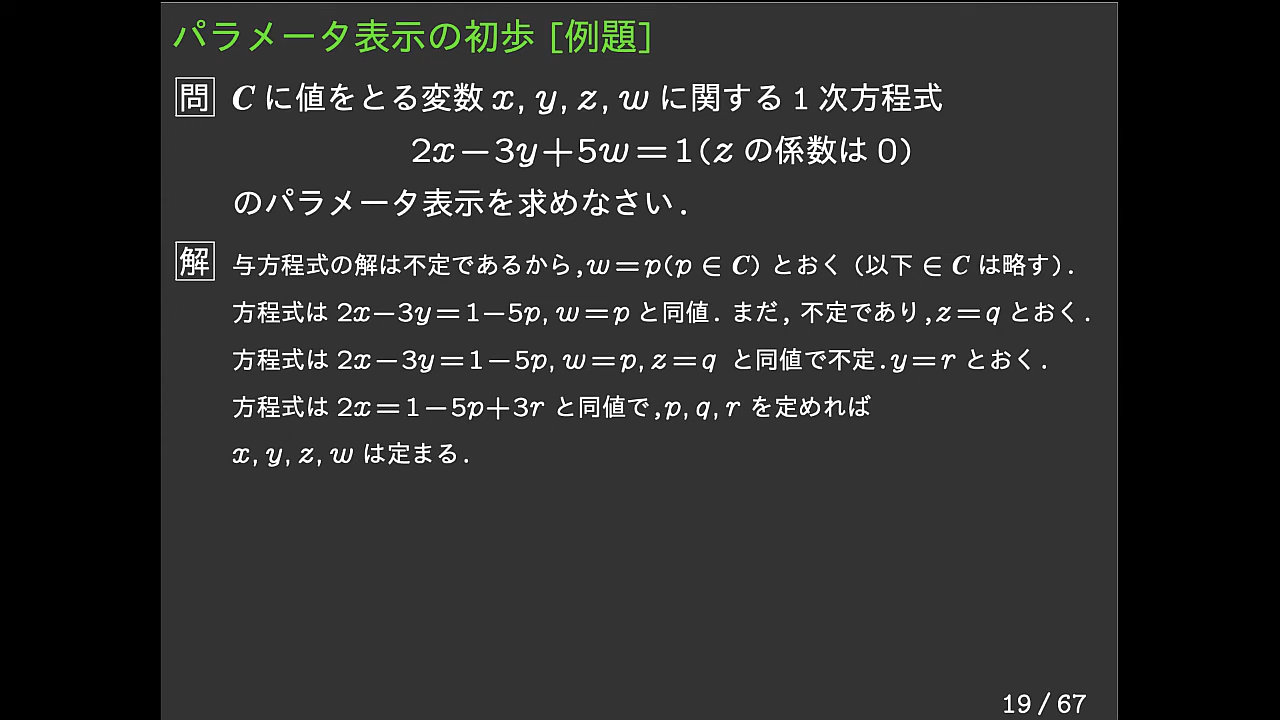 パラメータ表示の初歩 [例題]
問 C に値をとる変数 x, y, z, w に関する 1 次方程式
2x−3y+5w=1(z の係数は 0)
のパラメータ表示を求めなさい.
解 与方程式の解は不定であるから,w=p(p ∈ C) とおく (以下 ∈ C は略す).
方程式は 2x−3y=1−5p, w=p と同値. まだ, 不定であり,z=q とおく.
方程式は 2x−3y=1−5p, w=p, z=q と同値で不定.y=r とおく.
方程式は 2x=1−5p+3r と同値で,p, q, r を定めれば
x, y, z, w は定まる.
19 / 67